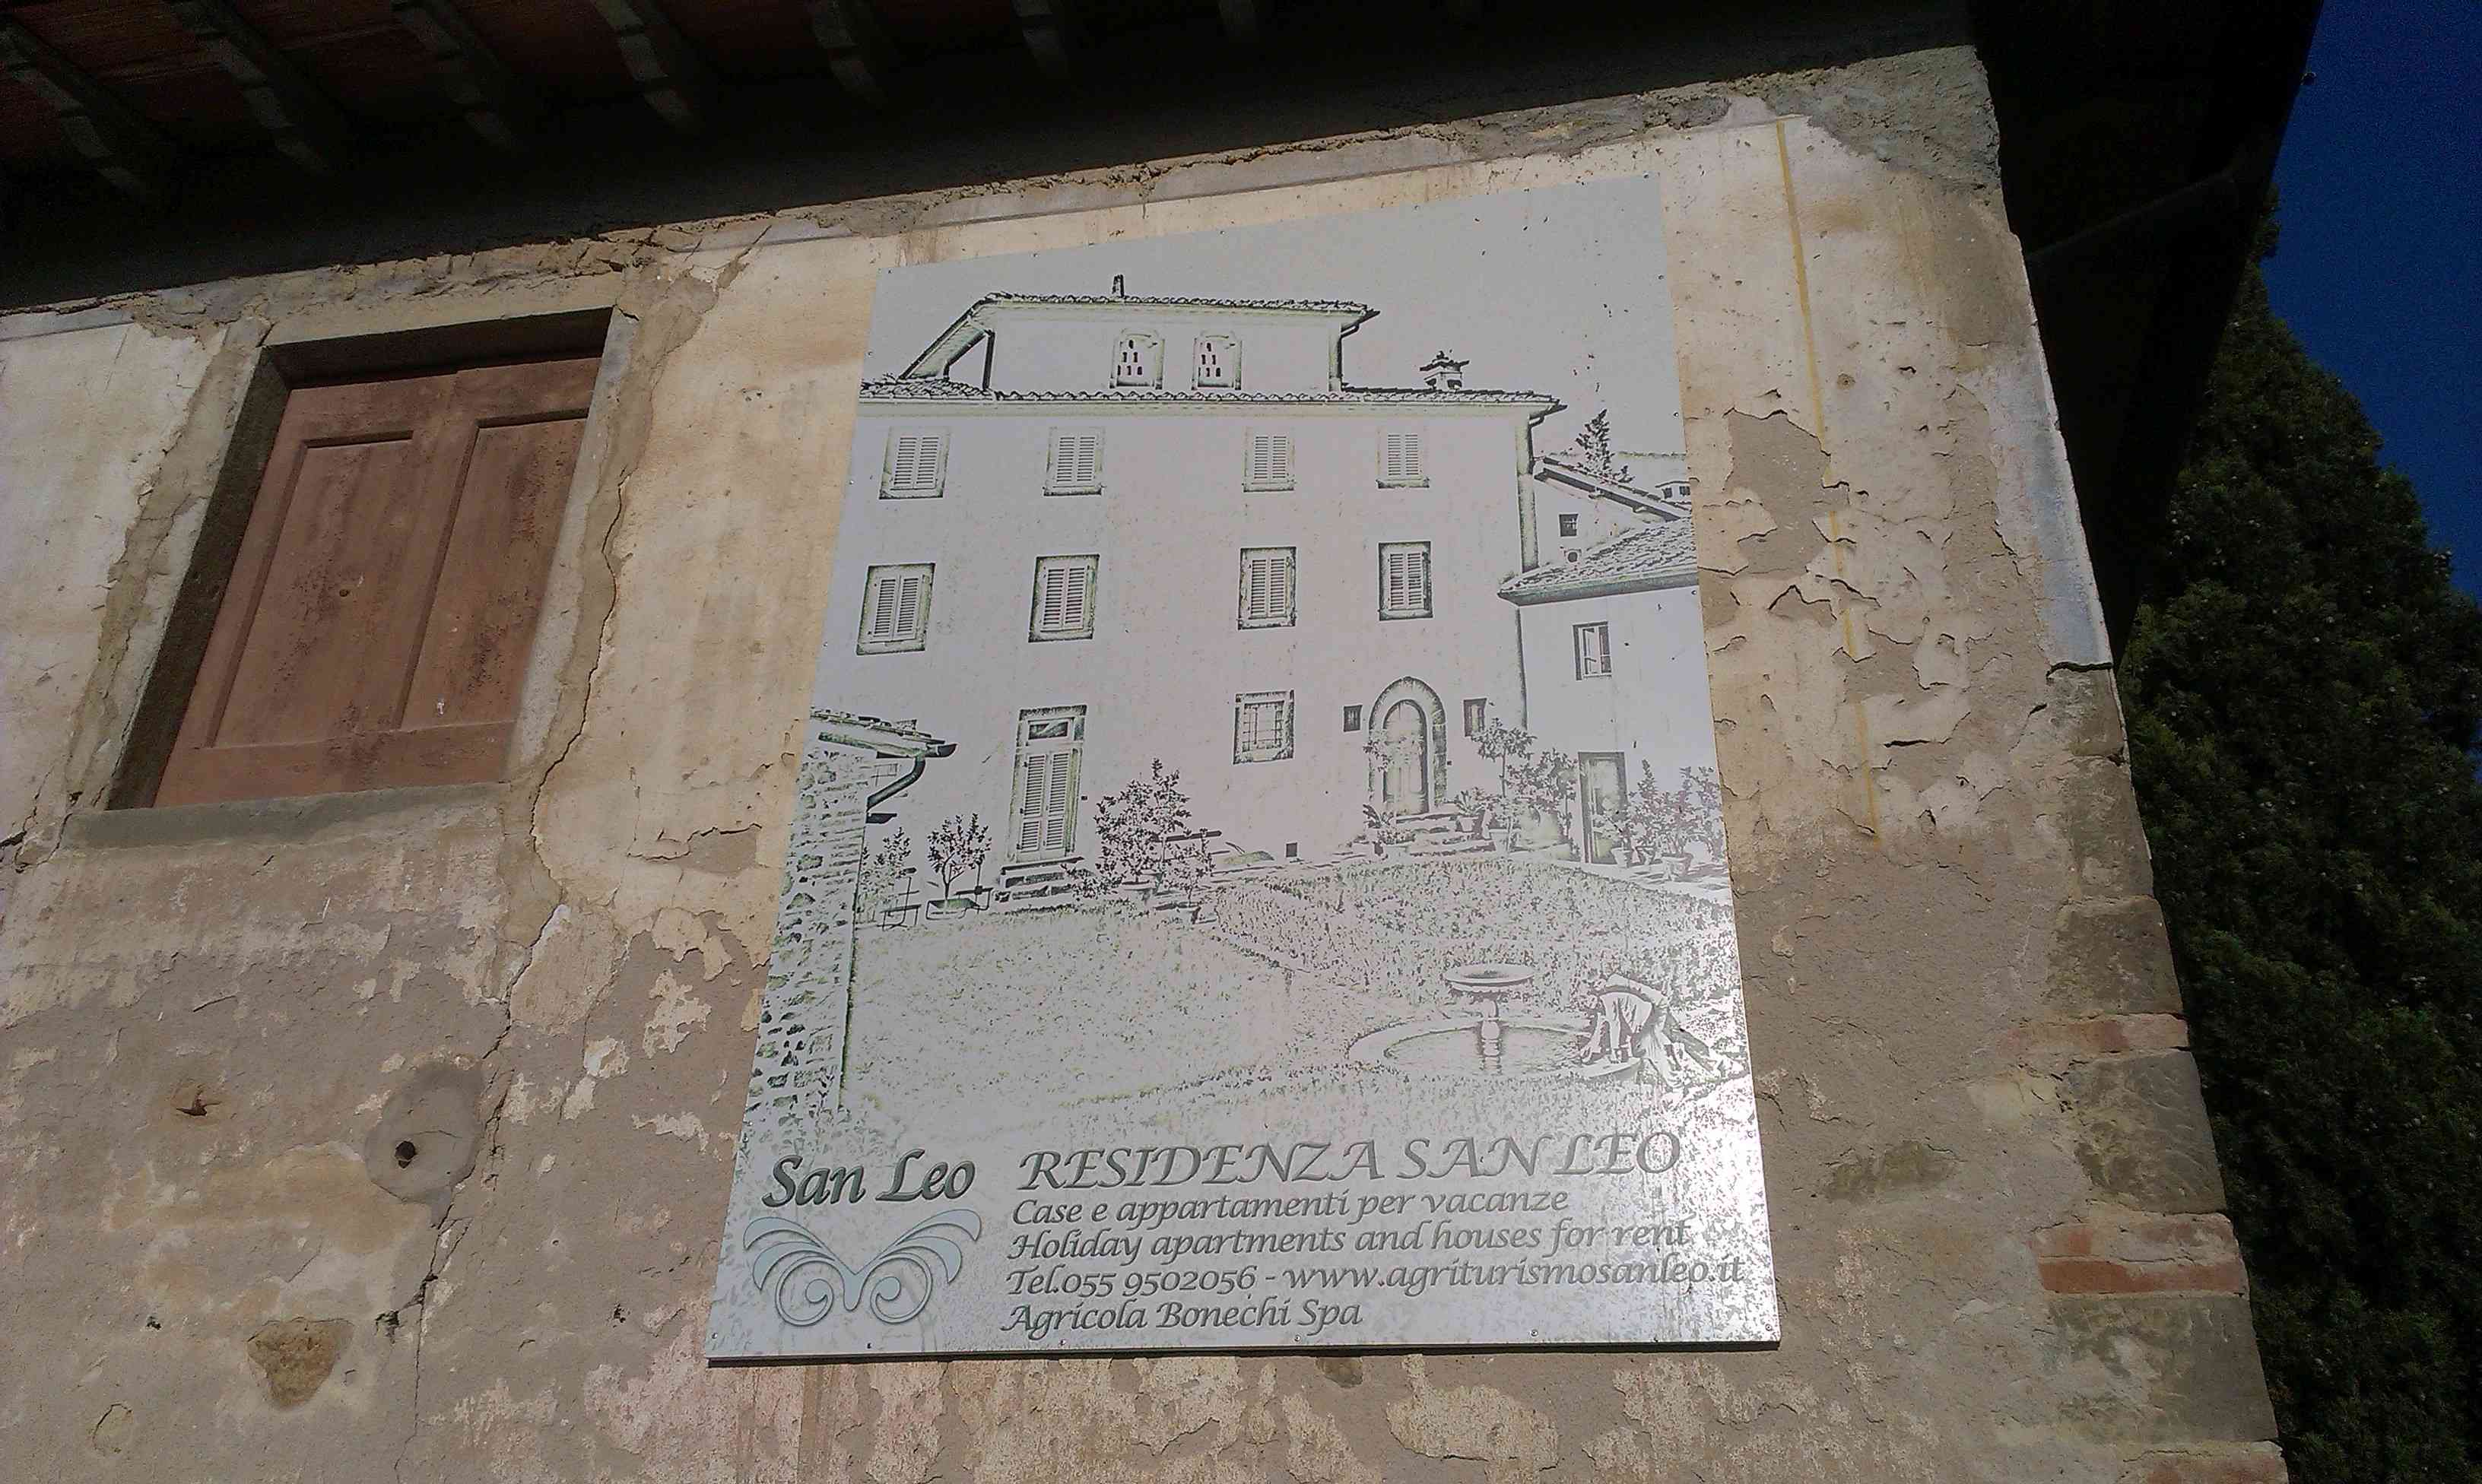 San Leo
RESIDENZA SAN LEO
Case e appartamenti per vacanze
Holiday apartments and houses for rent
Tel.055 9502056 - www.agriturismosanleo.it
Agricola Bonechi Spa